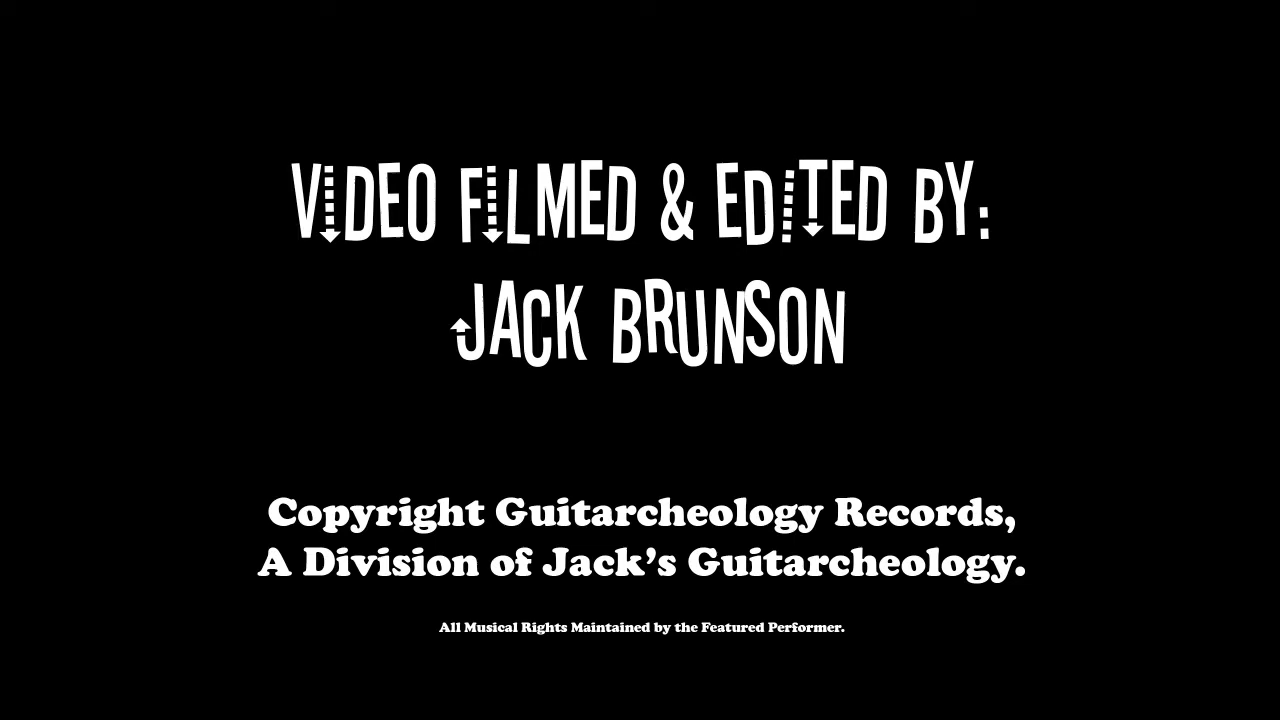 VIDEO FILMED & EDITED BY:
JACK BRUNSON
Copyright Guitarcheology Records,
A Division of Jack’s Guitarcheology.
All Musical Rights Maintained by the Featured Performer.